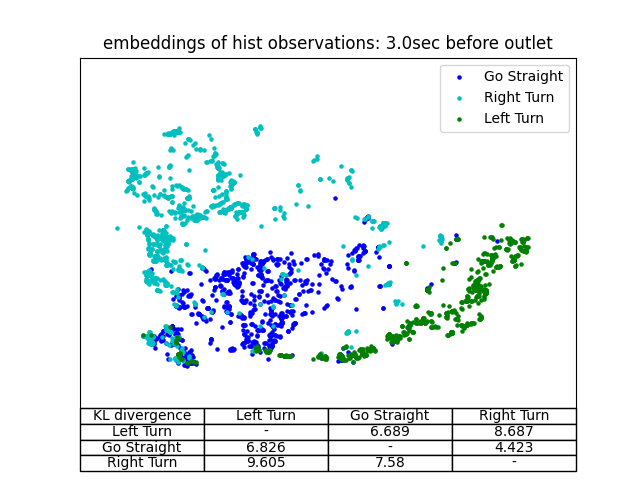 embeddings of hist observations: 3.0sec before outlet
Go Straight
Right Turn
Left Turn
KL divergence Left Turn Go Straight Right Turn
Left Turn - 6.689 8.687
Go Straight 6.826 - 4.423
Right Turn 9.605 7.58 -